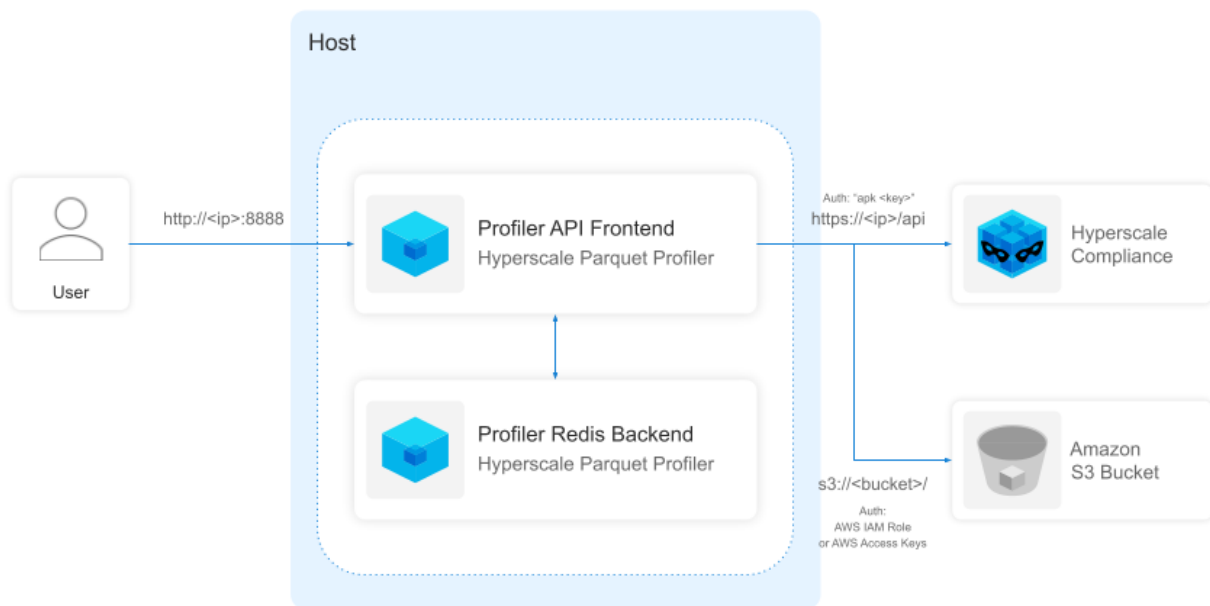 Host
User
http://<ip>:8888
Profiler API Frontend
Hyperscale Parquet Profiler
Profiler Redis Backend
Hyperscale Parquet Profiler
Auth: “apk <key>”
https://<ip>/api
Hyperscale
Compliance
Amazon
S3 Bucket
s3://<bucket>/
Auth:
AWS IAM Role
or AWS Access Keys